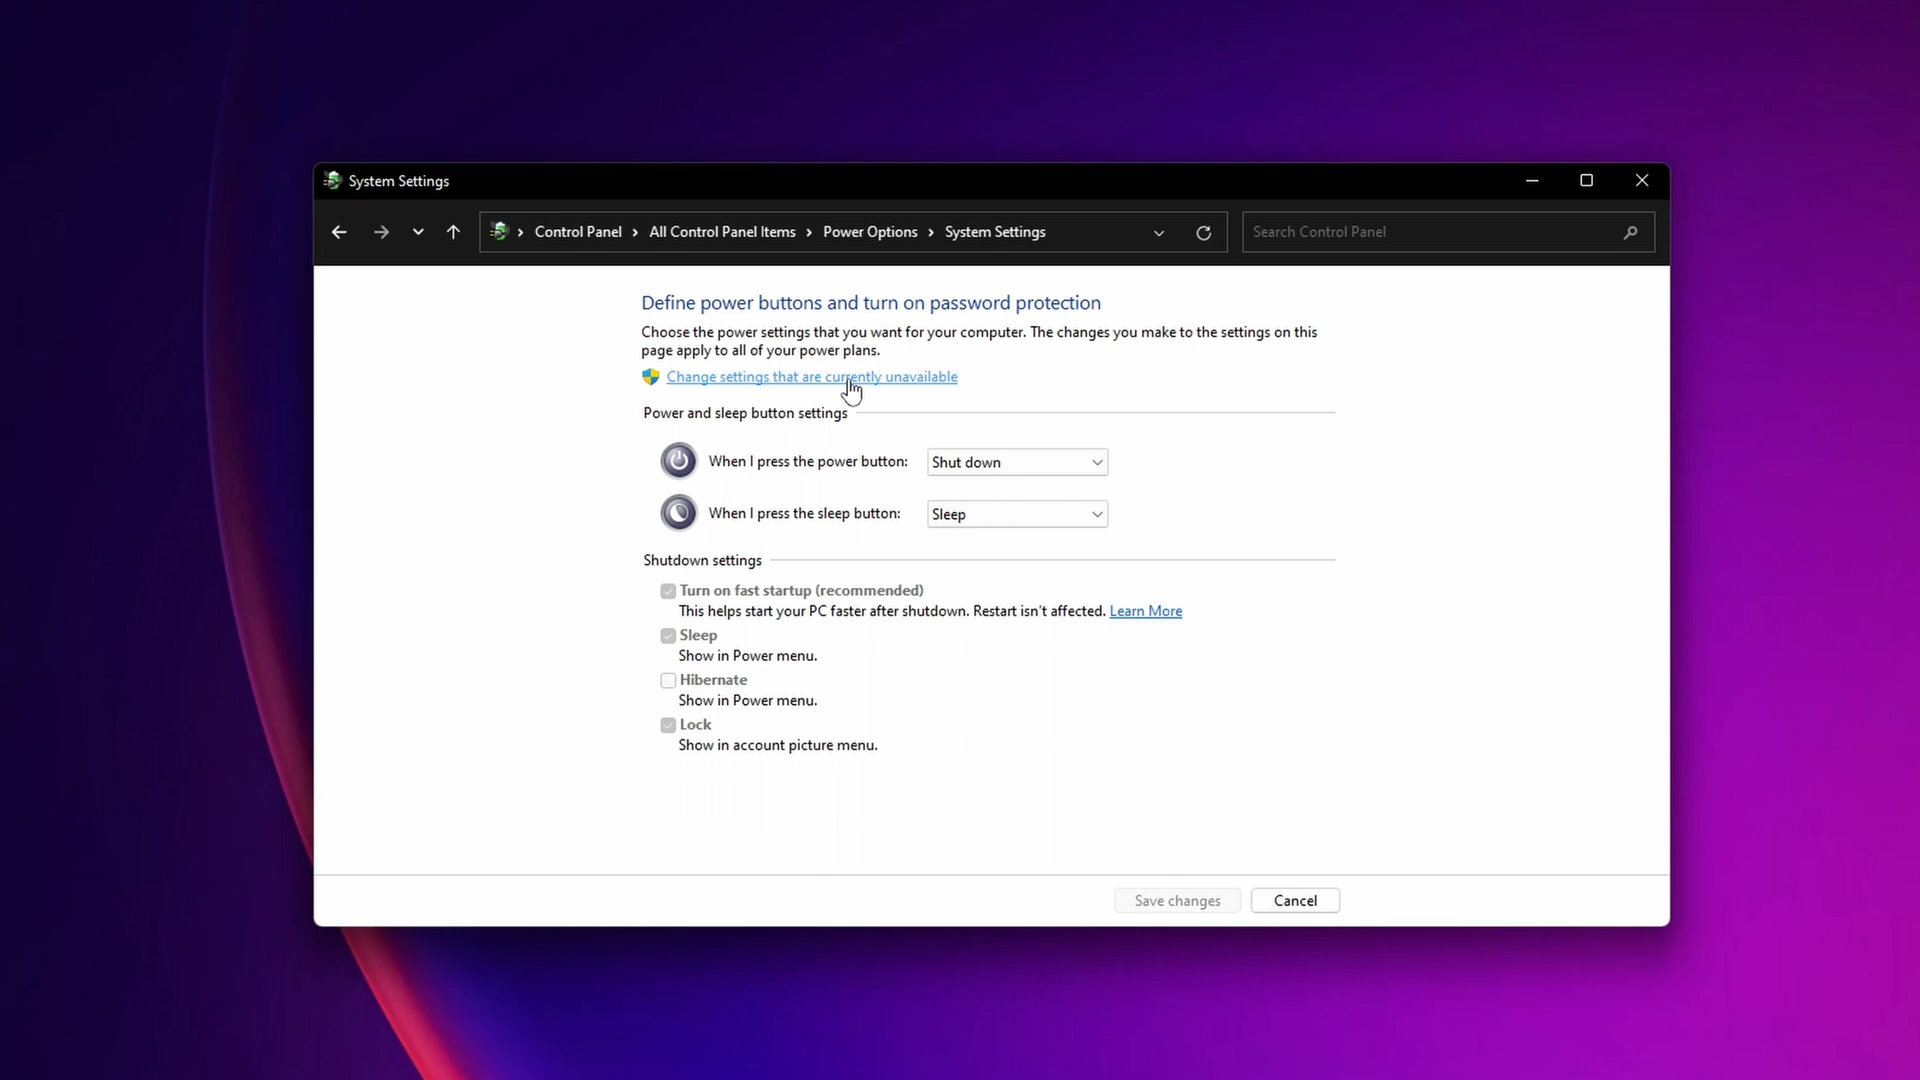 System Settings
Control Panel > All Control Panel Items > Power Options > System Settings
Search Control Panel
Define power buttons and turn on password protection
Choose the power settings that you want for your computer. The changes you make to the settings on this
page apply to all of your power plans.
Change settings that are currently unavailable
Power and sleep button settings
When I press the power button: Shut down
When I press the sleep button: Sleep
Shutdown settings
Turn on fast startup (recommended)
This helps start your PC faster after shutdown. Restart isn't affected. Learn More
Sleep
Show in Power menu.
Hibernate
Show in Power menu.
Lock
Show in account picture menu.
Save changes Cancel